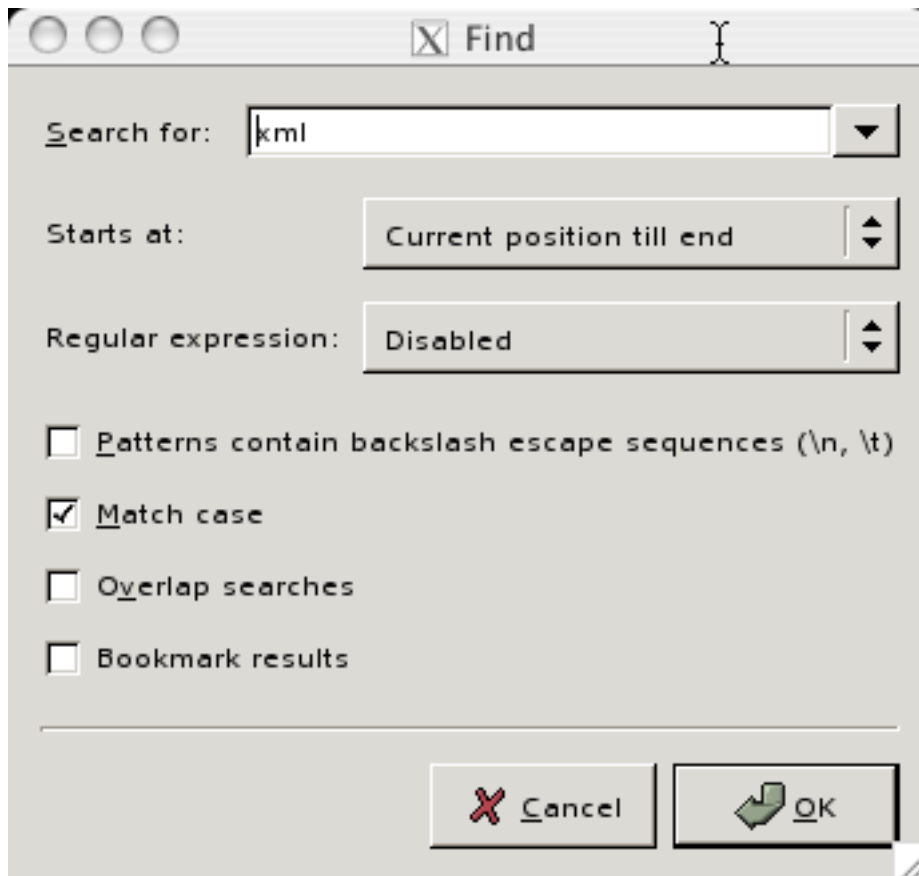 X Find
Search for: xml
Starts at: Current position till end
Regular expression: Disabled
Patterns contain backslash escape sequences (\n, \t)
Match case
Overlap searches
Bookmark results
Cancel OK